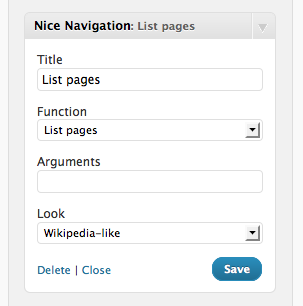 Nice Navigation: List pages
Title
List pages
Function
List pages
Arguments
Look
Wikipedia-like
Delete | Close
Save